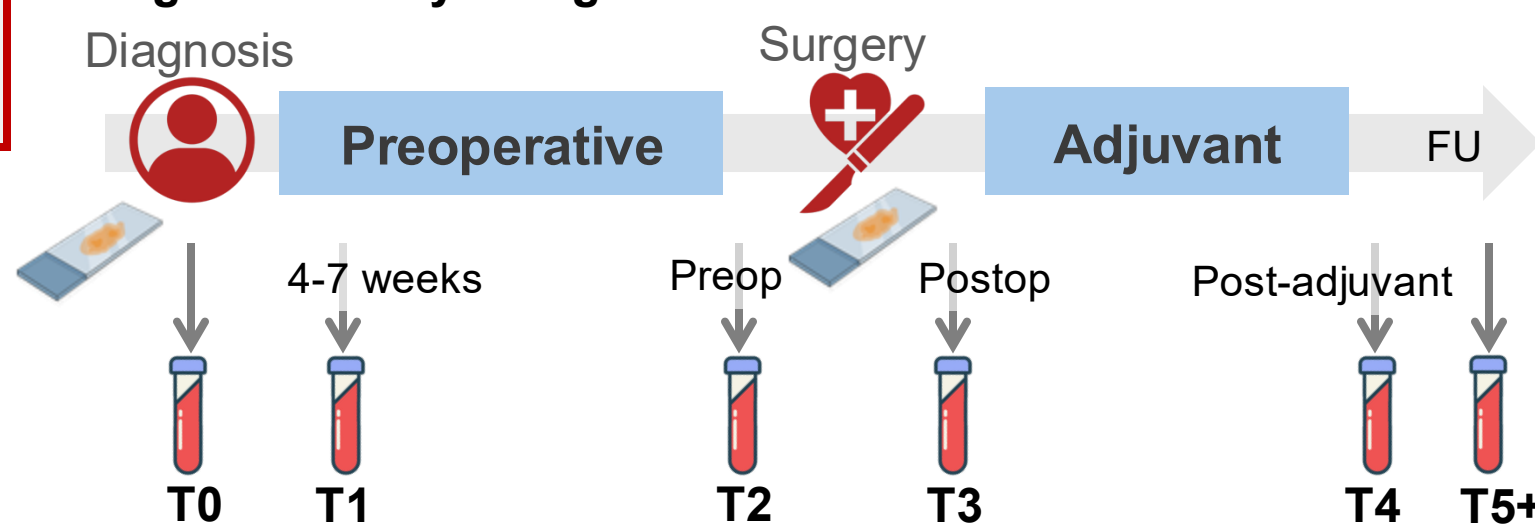 Diagnosis
Surgery
Preoperative
Adjuvant
FU
4-7 weeks
Preop
Postop
Post-adjuvant
T0
T1
T2
T3
T4
T5+